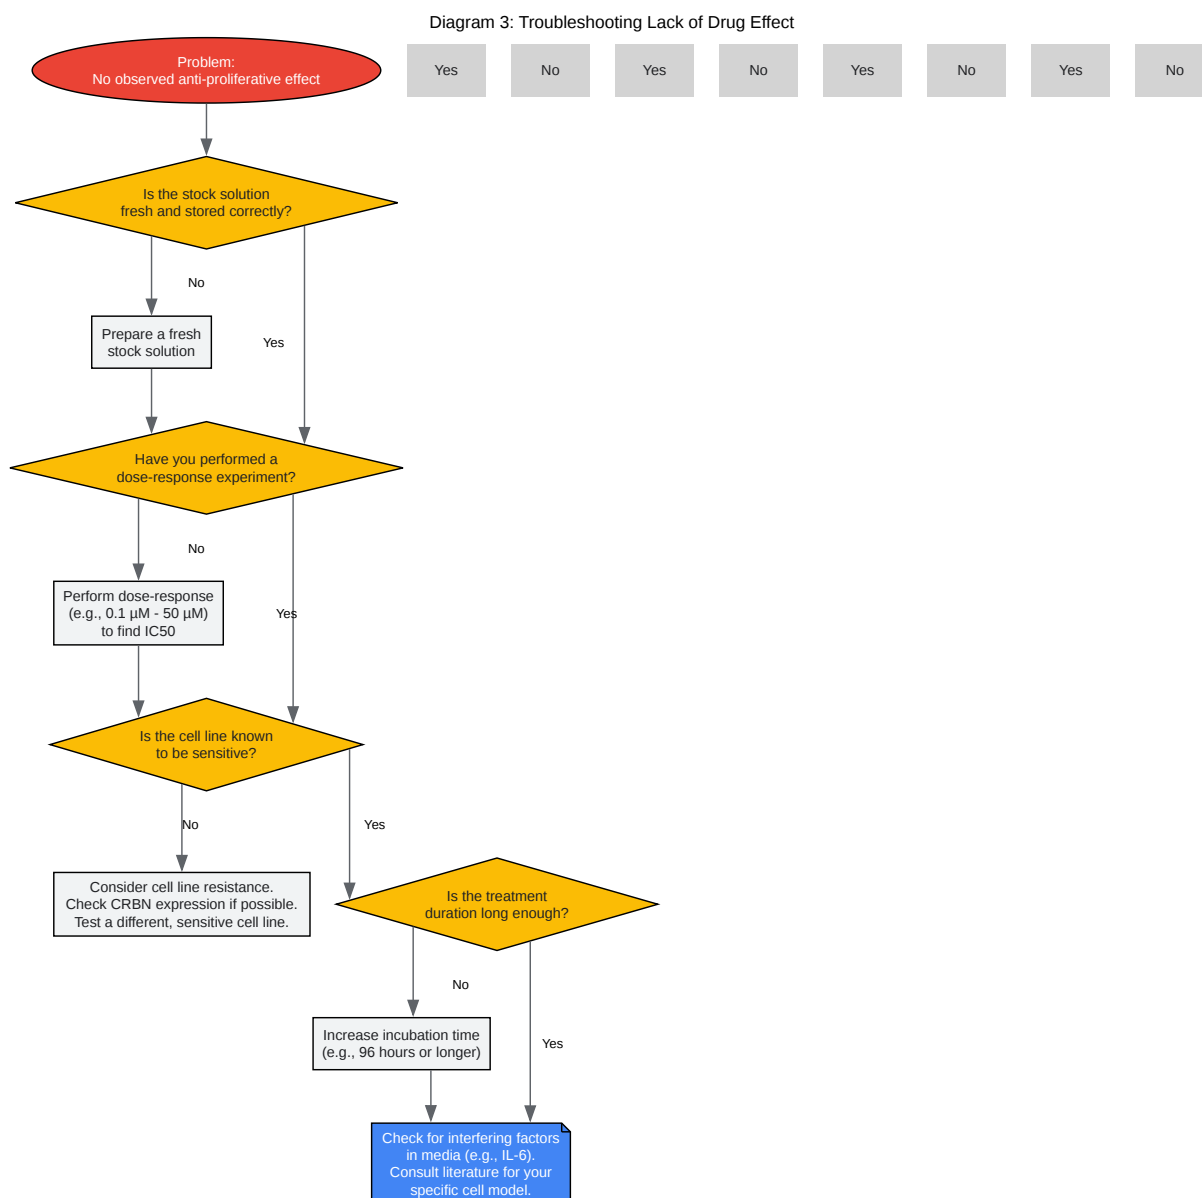 Diagram 3: Troubleshooting Lack of Drug Effect
Problem:
No observed anti-proliferative effect
Yes
No
Yes
No
Yes
No
Yes
No
Is the stock solution
fresh and stored correctly?
No
Prepare a fresh
stock solution
Yes
Have you performed a
dose-response experiment?
No
Perform dose-response
(e.g., 0.1 µM - 50 µM)
to find IC50
Yes
Is the cell line known
to be sensitive?
No
Yes
Consider cell line resistance.
Check CRBN expression if possible.
Test a different, sensitive cell line.
Is the treatment
duration long enough?
No
Increase incubation time
(e.g., 96 hours or longer)
Yes
Check for interfering factors
in media (e.g., IL-6).
Consult literature for your
specific cell model.